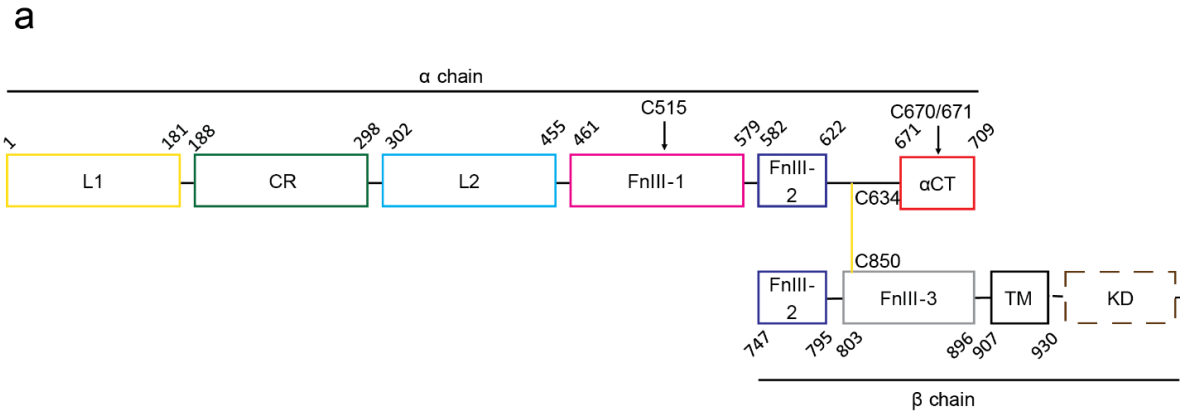 a
α chain
C515
C670/671
1
181
188
298
302
455
461
579
582
622
671
709
L1
CR
L2
FnIII-1
FnIII-
2
αCT
C634
C850
FnIII-
2
FnIII-3
TM
KD
747
795
803
896
907
930
β chain